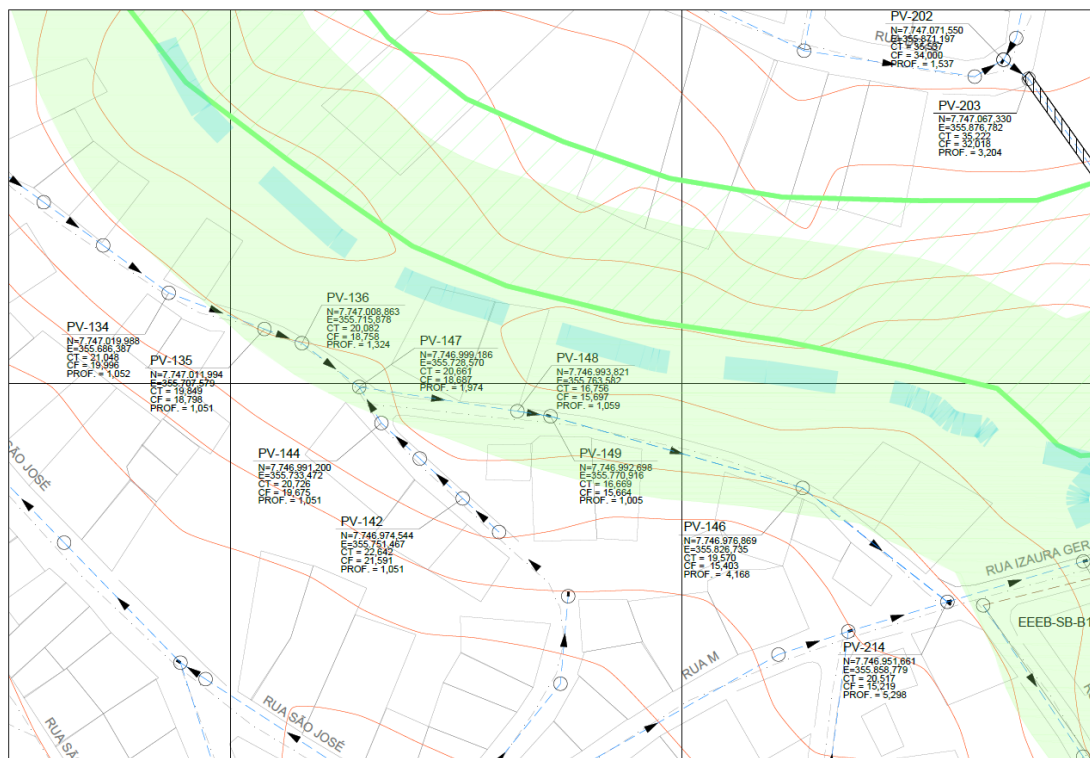 PV-202
N=7.747.071,550
E=355.871,197
CT = 35,537
CF = 34,000
PROF. = 1,537
PV-203
N=7.747.067,330
E=355.876,782
CT = 35,222
CF = 32,018
PROF. = 3,204
PV-136
N=7.747.008,863
E=355.715,878
CT = 20,082
CF = 18,758
PROF. = 1,324
PV-134
N=7.747.019,988
E=355.686,387
CT = 21,048
CF = 19,996
PROF. = 1,052
PV-135
N=7.747.011,994
E=355.707,579
CT = 19,849
CF = 18,798
PROF. = 1,051
PV-147
N=7.746.999,186
E=355.728,570
CT = 20,661
CF = 18,687
PROF. = 1,974
PV-148
N=7.746.993,821
E=355.763,582
CT = 16,756
CF = 15,697
PROF. = 1,059
PV-144
N=7.746.991,200
E=355.733,472
CT = 20,726
CF = 19,675
PROF. = 1,051
PV-149
N=7.746.992,698
E=355.770,916
CT = 16,669
CF = 15,664
PROF. = 1,005
PV-142
N=7.746.974,544
E=355.751,467
CT = 22,642
CF = 21,591
PROF. = 1,051
PV-146
N=7.746.976,869
E=355.826,735
CT = 19,570
CF = 15,403
PROF. = 4,168
SÃO JOSÉ
RUA IZAURA GER
EEEB-SB-B1
PV-214
N=7.746.951,661
E=355.858,779
CT = 20,517
CF = 15,219
PROF. = 5,298
RUA M
RUA SÃO JOSÉ
RUA SÃ